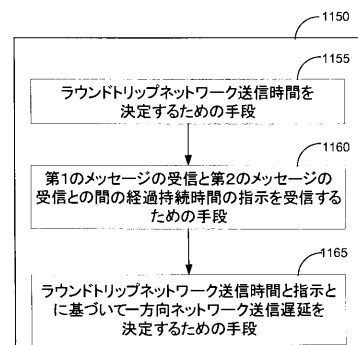 1150
1155
ラウンドトリップネットワーク送信時間を
決定するための手段
1160
第1のメッセージの受信と第2のメッセージの
受信との間の経過持続時間の指示を受信する
ための手段
1165
ラウンドトリップネットワーク送信時間と指示と
に基づいて一方向ネットワーク送信遅延を
決定するための手段